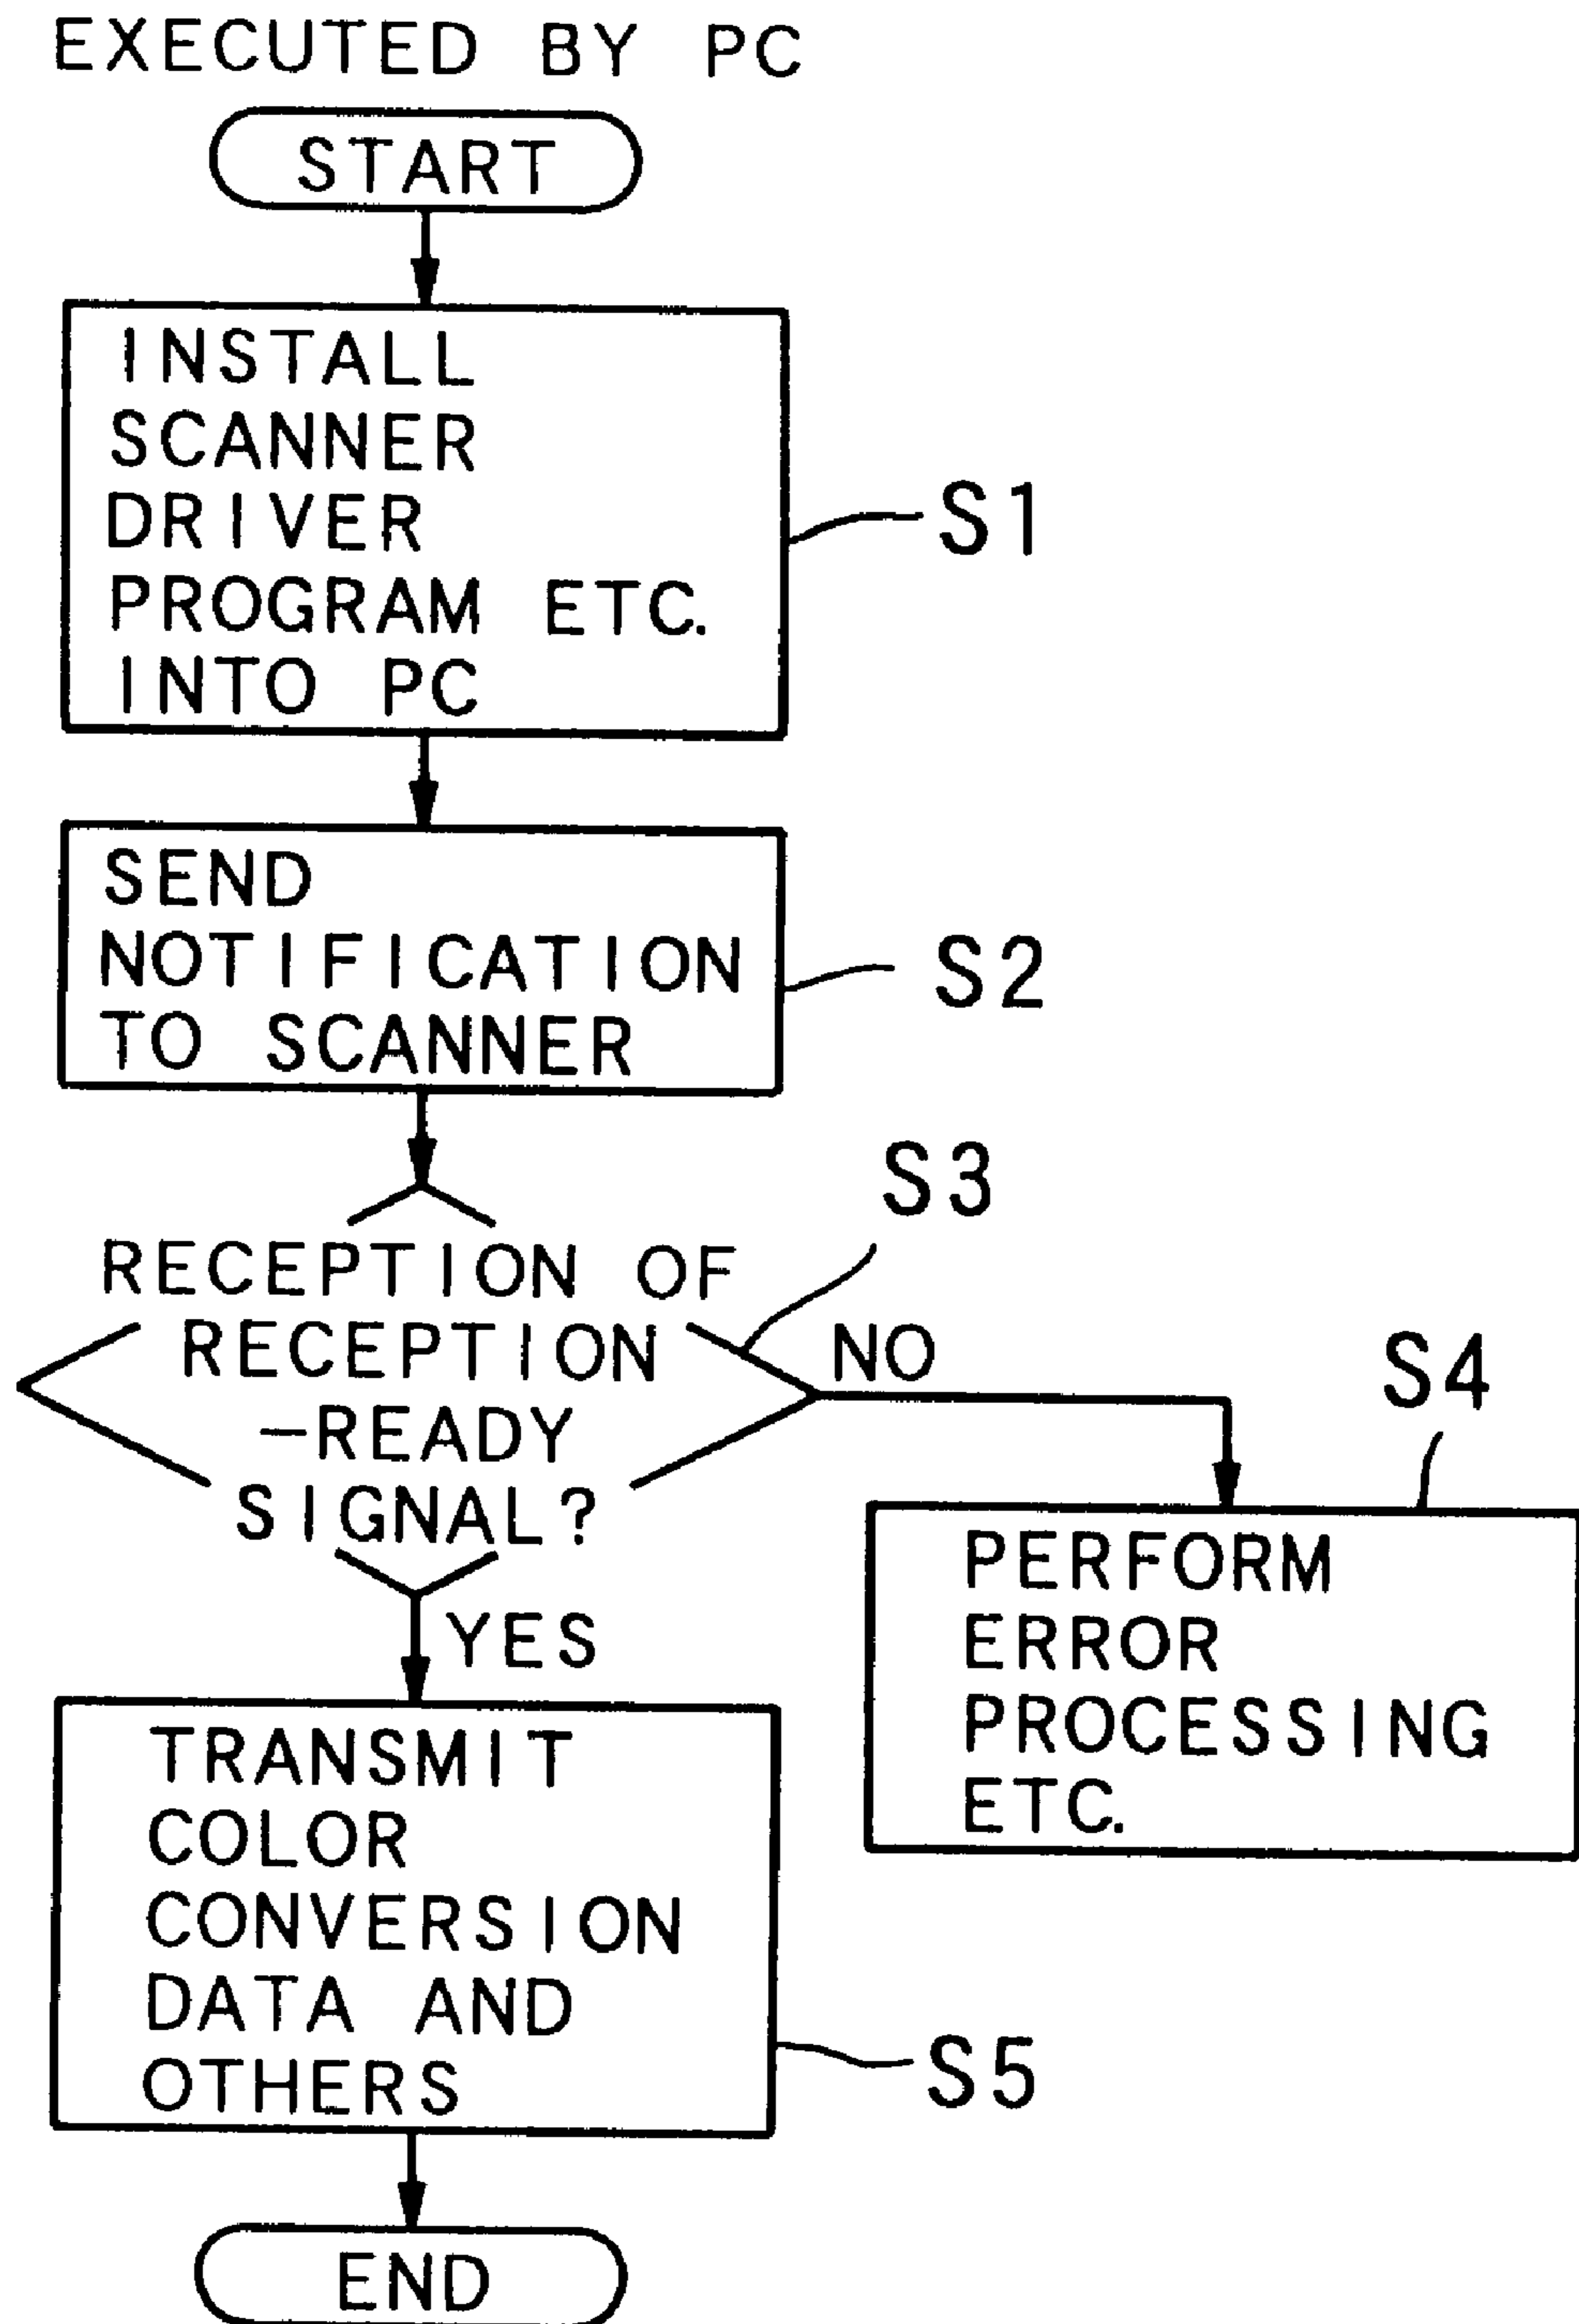 EXECUTED BY PC
START
INSTALL
SCANNER
DRIVER
PROGRAM ETC.
INTO PC
S1
SEND
NOTIFICATION
TO SCANNER
S2
S3
RECEPTION OF
RECEPTION
-READY
SIGNAL?
NO
S4
PERFORM
ERROR
PROCESSING
ETC.
YES
TRANSMIT
COLOR
CONVERSION
DATA AND
OTHERS
S5
END